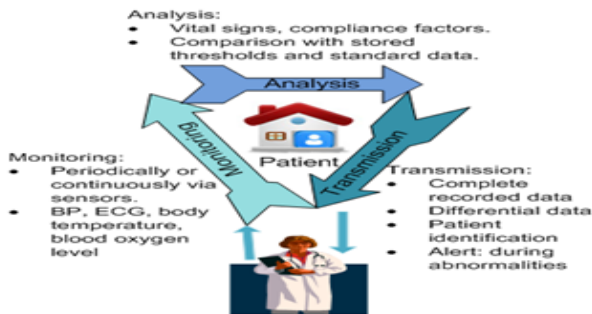 Analysis:
• Vital signs, compliance factors.
• Comparison with stored
thresholds and standard data.
Analysis
Monitoring
Transmission
Patient
Monitoring:
• Periodically or
continuously via
sensors.
• BP, ECG, body
temperature,
blood oxygen
level
Transmission:
• Complete
recorded data
• Differential data
• Patient
identification
• Alert: during
abnormalities